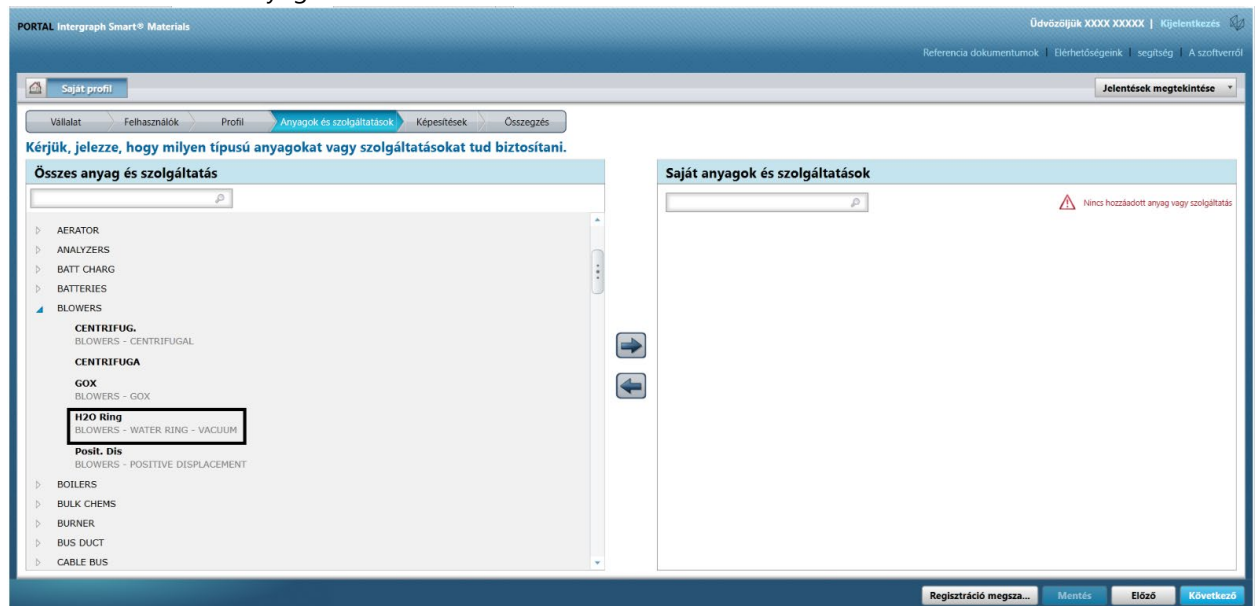 PORTAL Intergraph Smart® Materials
Üdvözöljük XXXX XXXXX | Kijelentkezés
Referencia dokumentumok | Elérhetőségeink | segítség | A szoftverről
Saját profil
Jelentések megtekintése
Vállalat Felhasználók Profil Anyagok és szolgáltatások Képesítések Összegzés
Kérjük, jelezze, hogy milyen típusú anyagokat vagy szolgáltatásokat tud biztosítani.
Összes anyag és szolgáltatás
Saját anyagok és szolgáltatások
Nincs hozzáadott anyag vagy szolgáltatás
AERATOR
ANALYZERS
BATT CHARG
BATTERIES
BLOWERS
CENTRIFUG.
BLOWERS - CENTRIFUGAL
CENTRIFUGA
GOX
BLOWERS - GOX
H2O Ring
BLOWERS - WATER RING - VACUUM
Posit. Dis
BLOWERS - POSITIVE DISPLACEMENT
BOILERS
BULK CHEMS
BURNER
BUS DUCT
CABLE BUS
Regisztráció megsza... Mentés Előző Következő